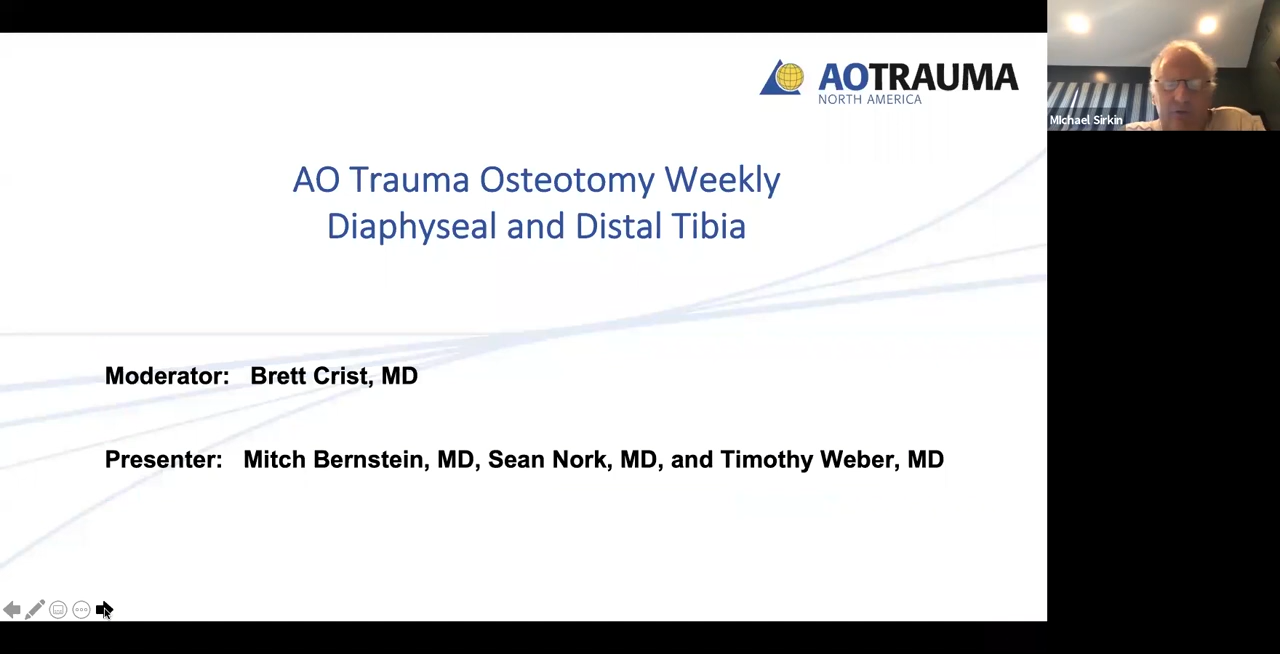 AOTRAUMA
NORTH AMERICA
MIchael Sirkin
AO Trauma Osteotomy Weekly
Diaphyseal and Distal Tibia
Moderator: Brett Crist, MD
Presenter: Mitch Bernstein, MD, Sean Nork, MD, and Timothy Weber, MD